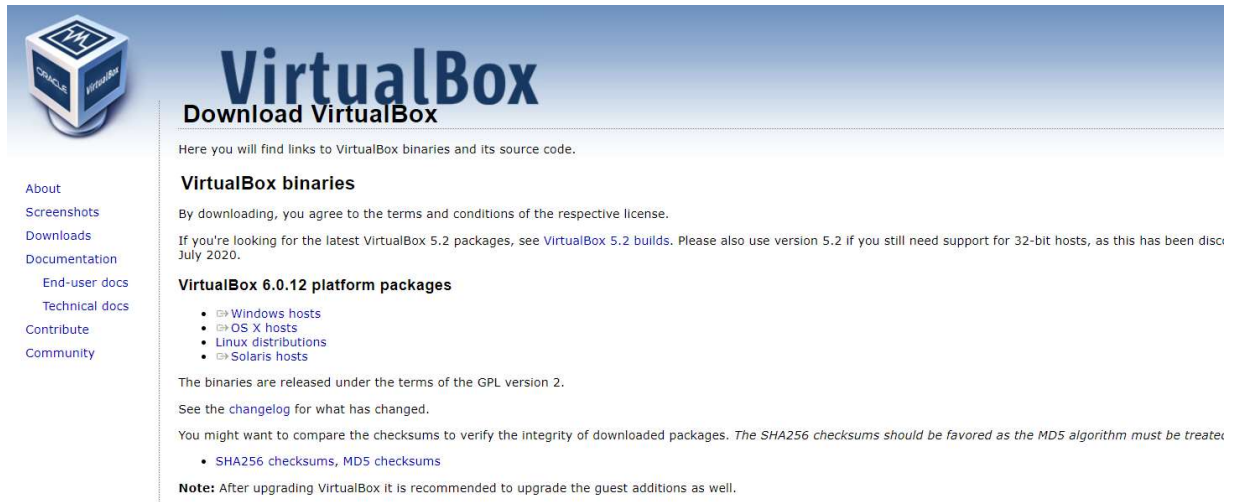 ORACLE
VirtualBox
VirtualBox
Download VirtualBox
Here you will find links to VirtualBox binaries and its source code.
About
Screenshots
Downloads
Documentation
End-user docs
Technical docs
Contribute
Community
VirtualBox binaries
By downloading, you agree to the terms and conditions of the respective license.
If you're looking for the latest VirtualBox 5.2 packages, see VirtualBox 5.2 builds. Please also use version 5.2 if you still need support for 32-bit hosts, as this has been
July 2020.
VirtualBox 6.0.12 platform packages
Windows hosts
OS X hosts
Linux distributions
Solaris hosts
The binaries are released under the terms of the GPL version 2.
See the changelog for what has changed.
You might want to compare the checksums to verify the integrity of downloaded packages. The SHA256 checksums should be favored as the MD5 algorithm must be treated
SHA256 checksums, MD5 checksums
Note: After upgrading VirtualBox it is recommended to upgrade the guest additions as well.